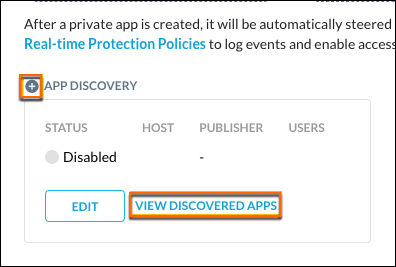 After a private app is created, it will be automatically steered
Real-time Protection Policies to log events and enable access
APP DISCOVERY
STATUS HOST PUBLISHER USERS
Disabled -
EDIT VIEW DISCOVERED APPS